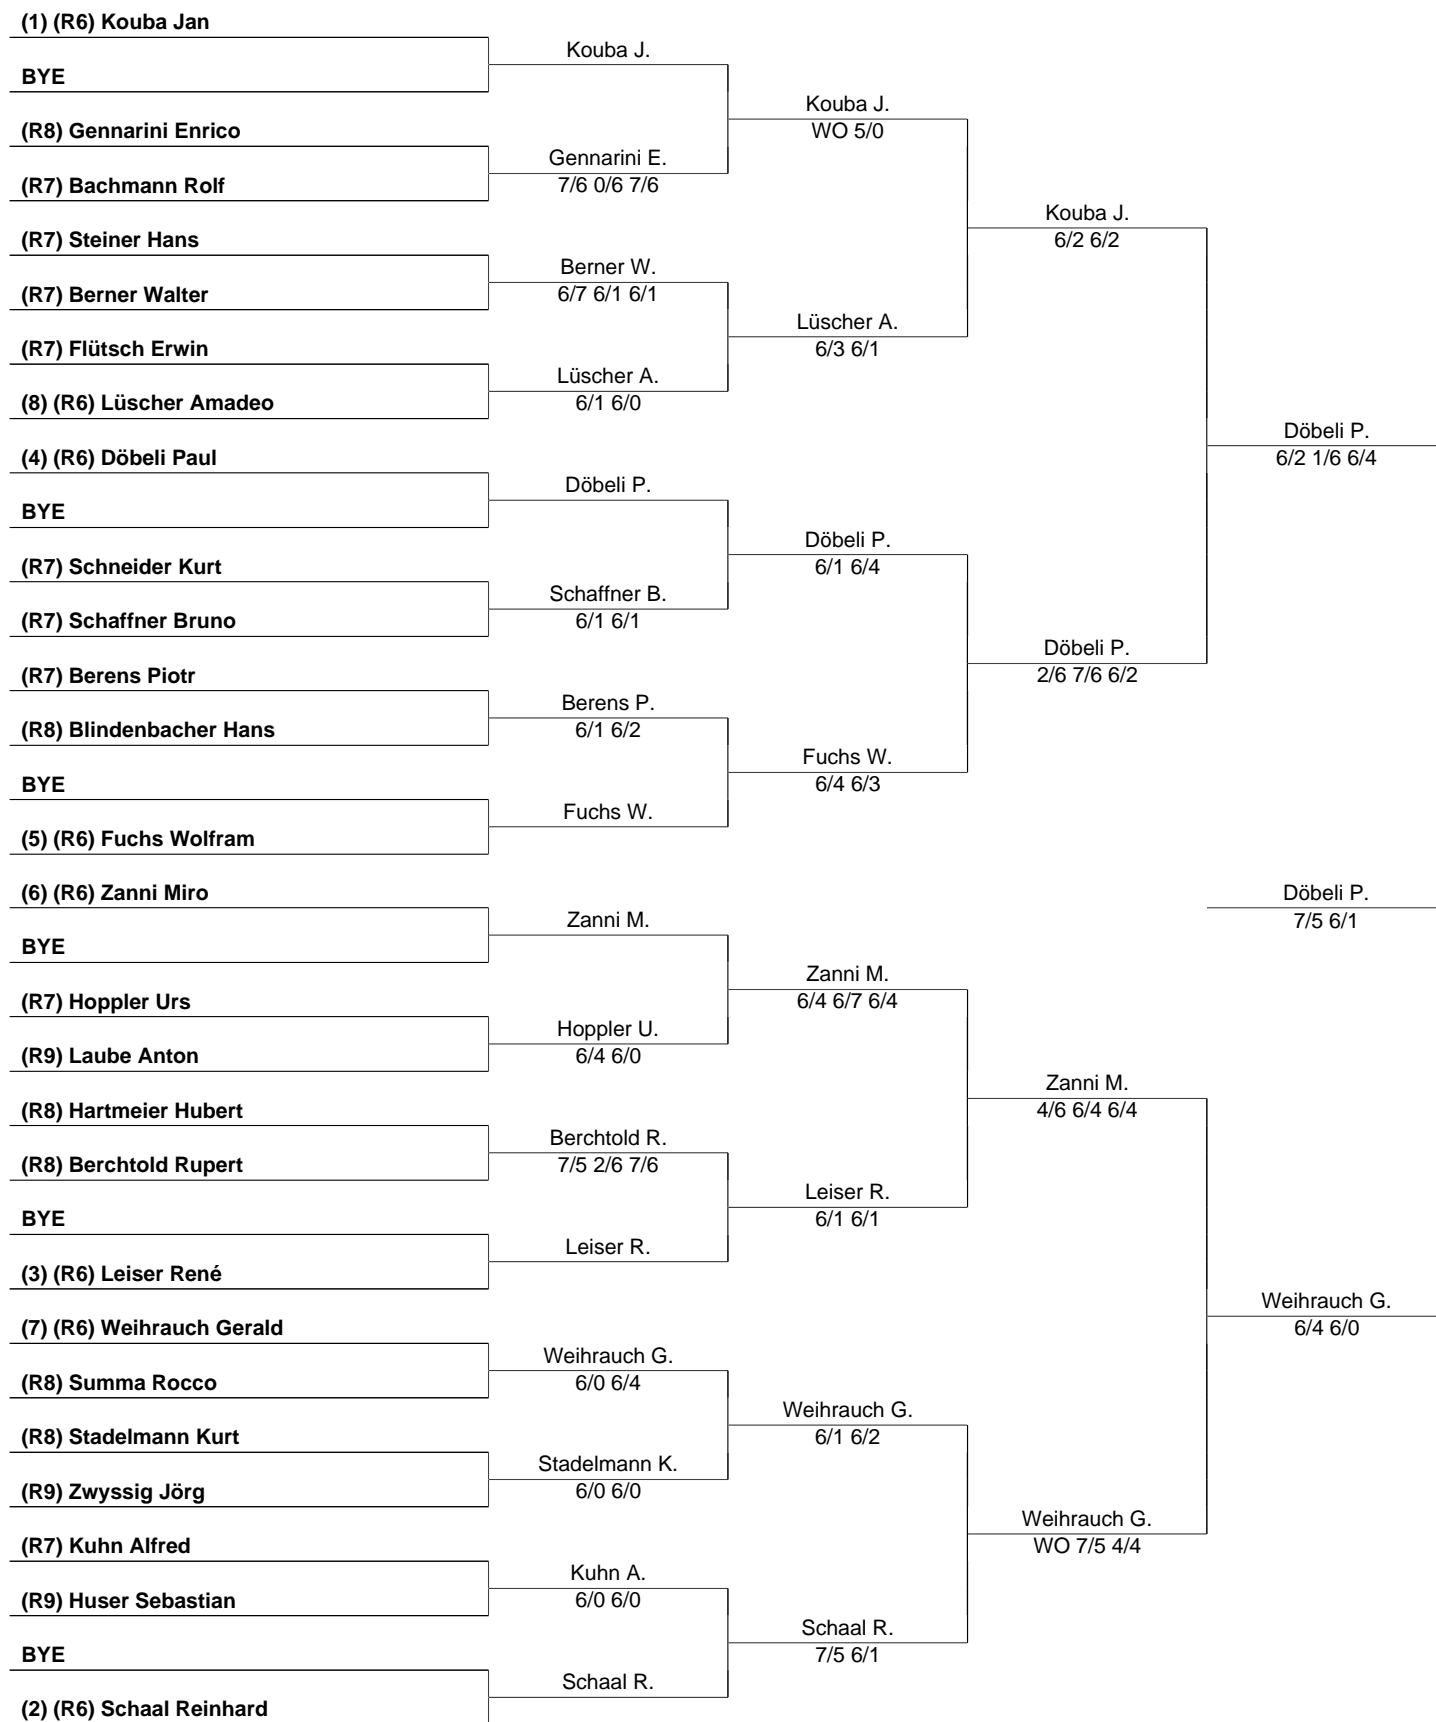 (1) (R6) Kouba Jan
BYE
(R8) Gennarini Enrico
(R7) Bachmann Rolf
(R7) Steiner Hans
(R7) Berner Walter
(R7) Flütsch Erwin
(8) (R6) Lüscher Amadeo
(4) (R6) Döbeli Paul
BYE
(R7) Schneider Kurt
(R7) Schaffner Bruno
(R7) Berens Piotr
(R8) Blindenbacher Hans
BYE
(5) (R6) Fuchs Wolfram
(6) (R6) Zanni Miro
BYE
(R7) Hoppler Urs
(R9) Laube Anton
(R8) Hartmeier Hubert
(R8) Berchtold Rupert
BYE
(3) (R6) Leiser René
(7) (R6) Weihrauch Gerald
(R8) Summa Rocco
(R8) Stadelmann Kurt
(R9) Zwyssig Jörg
(R7) Kuhn Alfred
(R9) Huser Sebastian
BYE
(2) (R6) Schaal Reinhard
Kouba J.
Gennarini E.
7/6 0/6 7/6
Berner W.
6/7 6/1 6/1
Lüscher A.
6/1 6/0
Döbeli P.
Schaffner B.
6/1 6/1
Berens P.
6/1 6/2
Fuchs W.
Zanni M.
Hoppler U.
6/4 6/0
Berchtold R.
7/5 2/6 7/6
Leiser R.
Weihrauch G.
6/0 6/4
Stadelmann K.
6/0 6/0
Kuhn A.
6/0 6/0
Schaal R.
Kouba J.
WO 5/0
Lüscher A.
6/3 6/1
Döbeli P.
6/1 6/4
Fuchs W.
6/4 6/3
Zanni M.
6/4 6/7 6/4
Leiser R.
6/1 6/1
Weihrauch G.
6/1 6/2
Schaal R.
7/5 6/1
Kouba J.
6/2 6/2
Döbeli P.
2/6 7/6 6/2
Zanni M.
4/6 6/4 6/4
Weihrauch G.
WO 7/5 4/4
Döbeli P.
6/2 1/6 6/4
Döbeli P.
7/5 6/1
Weihrauch G.
6/4 6/0